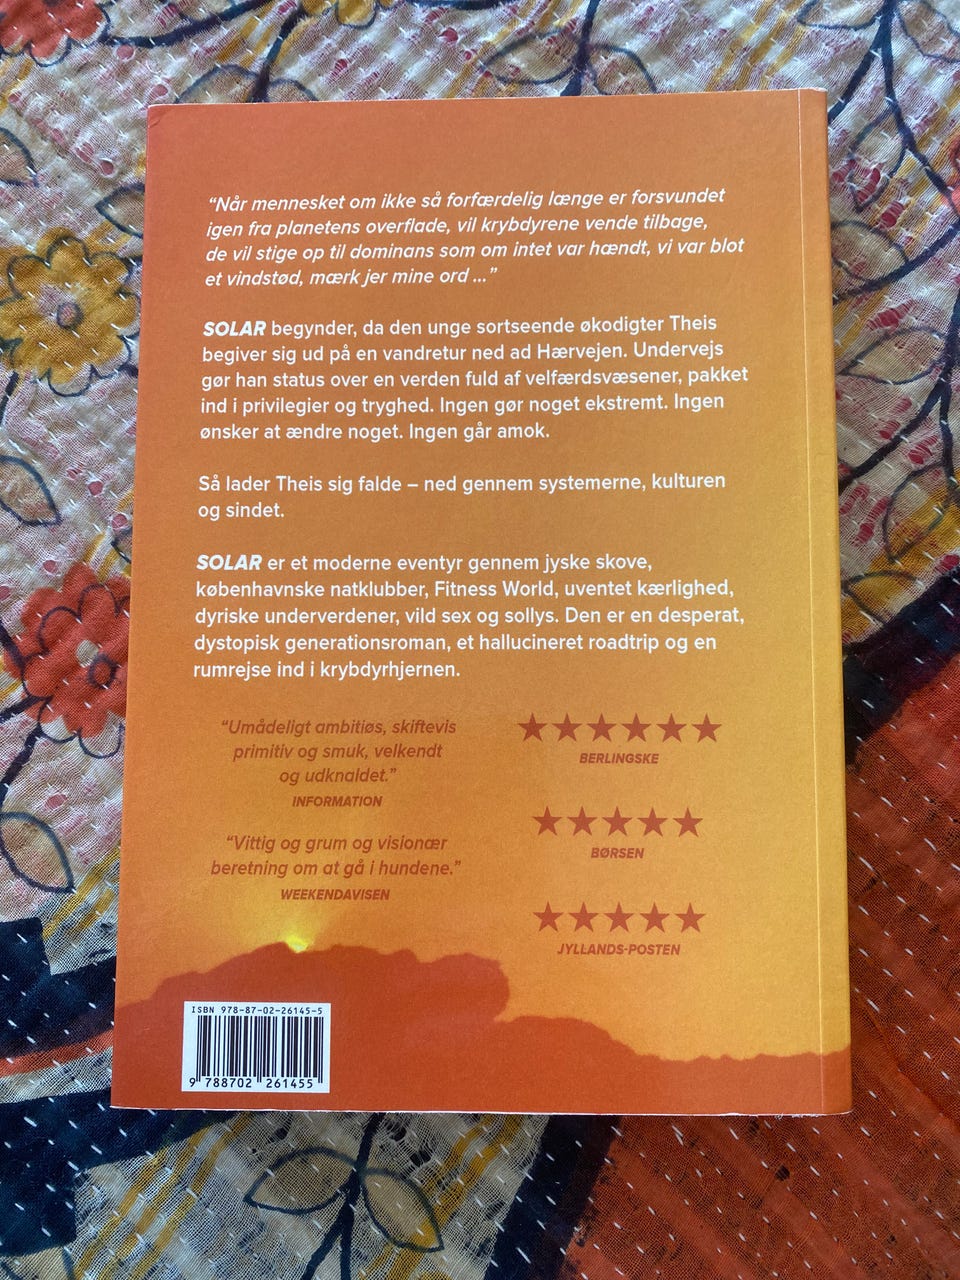 “Når mennesket om ikke så forfærdelig længe er forsvundet
igen fra planetens overflade, vil krybdyrene vende tilbage,
de vil stige op til dominans som om intet var hændt, vi var blot
et vindstød, mærk jer mine ord ...”
SOLAR begynder, da den unge sortseende økodigter Theis
begiver sig ud på en vandretur ned ad Hærvejen. Undervejs
gør han status over en verden fuld af velfærdsvæsener, pakket
ind i privilegier og tryghed. Ingen gør noget ekstremt. Ingen
ønsker at ændre noget. Ingen går amok.
Så lader Theis sig falde – ned gennem systemerne, kulturen
og sindet.
SOLAR er et moderne eventyr gennem jyske skove,
københavnske natklubber, Fitness World, uventet kærlighed,
dyriske underverdener, vild sex og sollys. Den er en desperat,
dystopisk generationsroman, et hallucineret roadtrip og en
rumrejse ind i krybdyrhjernen.
“Umådeligt ambitiøs, skiftevis
primitiv og smuk, velkendt
og udknaldet.”
INFORMATION
“Vittig og grum og visionær
beretning om at gå i hundene.”
WEEKENDAVISEN
★★★★★★
BERLINGSKE
★★★★★
BØRSEN
★★★★★
JYLLANDS-POSTEN
ISBN 978-87-02-26145-5
9 788702 261455